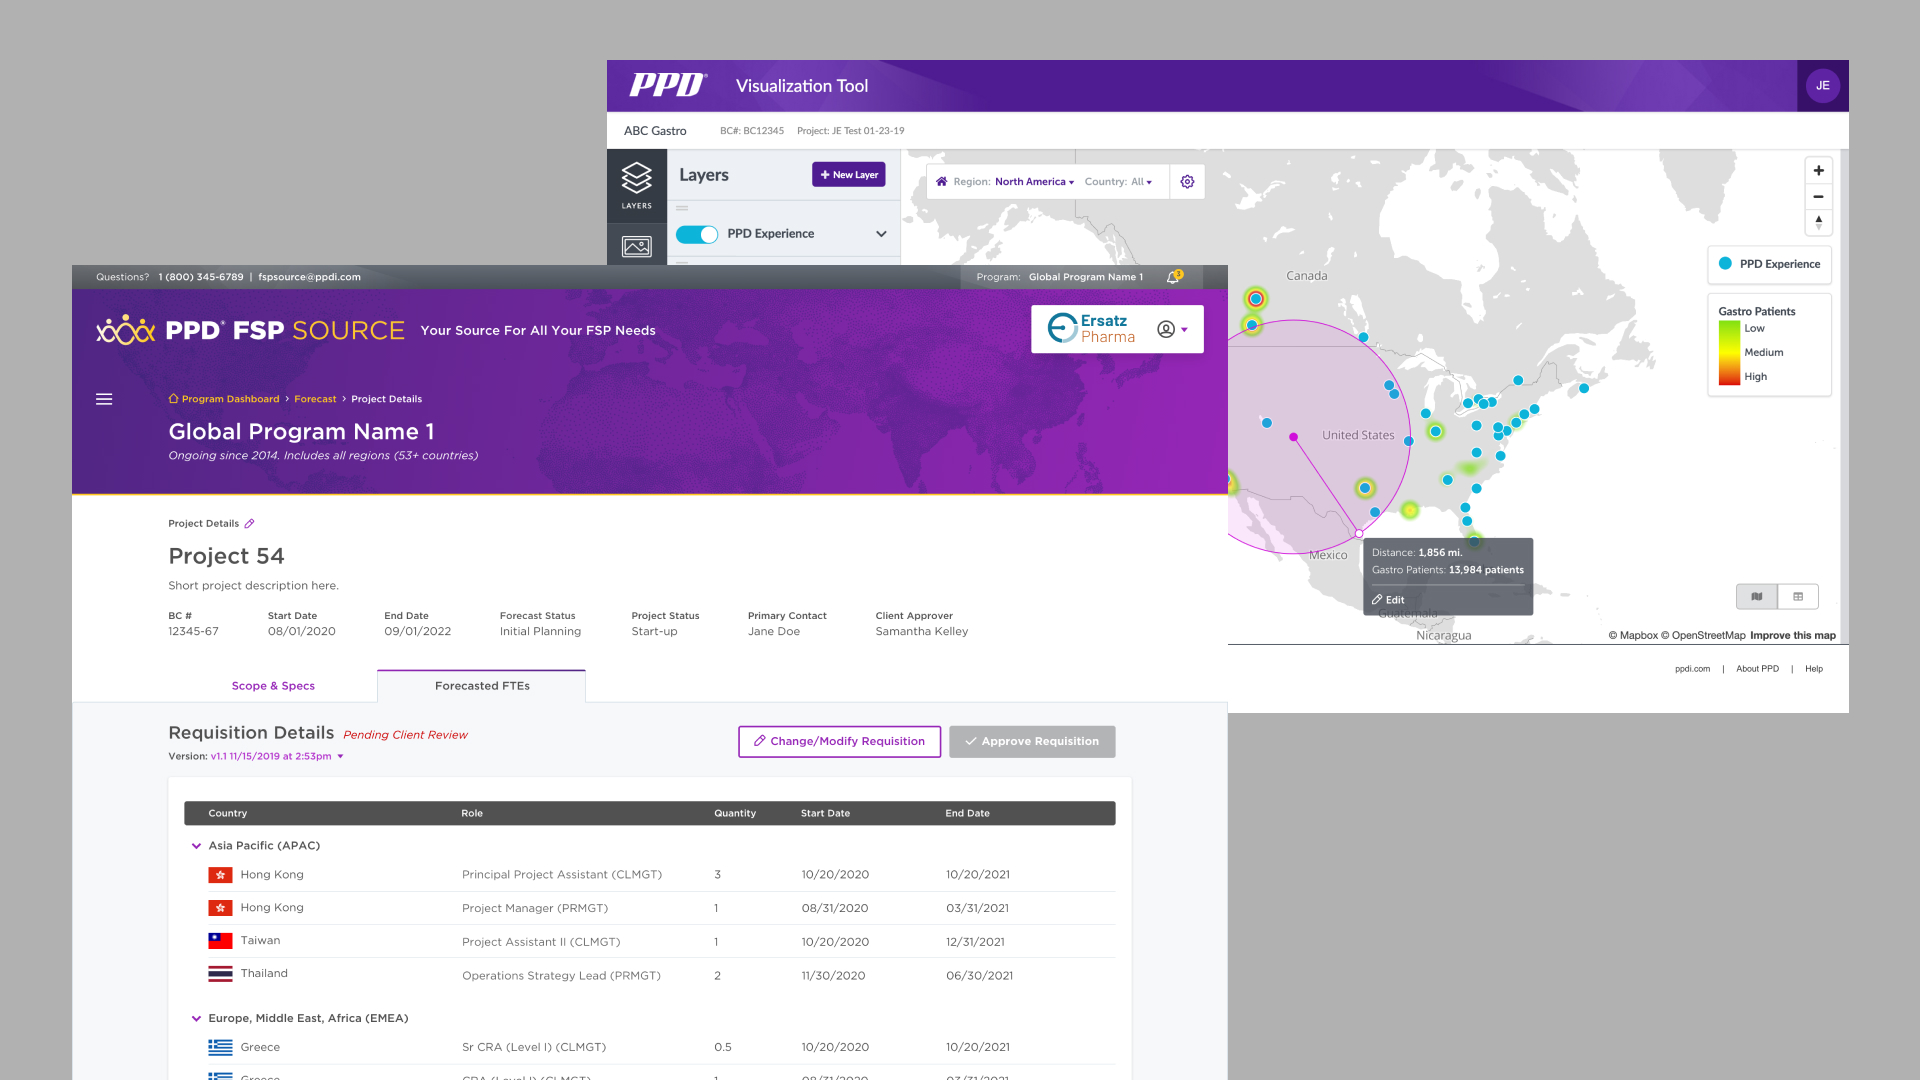 PPD®
Visualization Tool
JE
ABC Gastro
BC#: BC12345
Project: JE Test 01-23-19
LAYERS
Layers
+ New Layer
PPD Experience
Region: North America
Country: All
Canada
United States
Mexico
Guatemala
Nicaragua
PPD Experience
Gastro Patients
Low
Medium
High
Distance: 1,856 mi.
Gastro Patients: 13,984 patients
Edit
© Mapbox © OpenStreetMap Improve this map
ppdi.com | About PPD | Help
Questions? 1 (800) 345-6789 | fspsource@ppdi.com
Program: Global Program Name 1
3
PPD® FSP SOURCE
Your Source For All Your FSP Needs
Ersatz
Pharma
Program Dashboard > Forecast > Project Details
Global Program Name 1
Ongoing since 2014. Includes all regions (53+ countries)
Project Details
Project 54
Short project description here.
BC # Start Date End Date Forecast Status Project Status Primary Contact Client Approver
12345-67 08/01/2020 09/01/2022 Initial Planning Start-up Jane Doe Samantha Kelley
Scope & Specs
Forecasted FTEs
Requisition Details Pending Client Review
Version: v1.1 11/15/2019 at 2:53pm
Change/Modify Requisition
Approve Requisition
Country Role Quantity Start Date End Date
Asia Pacific (APAC)
Hong Kong Principal Project Assistant (CLMGT) 3 10/20/2020 10/20/2021
Hong Kong Project Manager (PRMGT) 1 08/31/2020 03/31/2021
Taiwan Project Assistant II (CLMGT) 1 10/20/2020 12/31/2021
Thailand Operations Strategy Lead (PRMGT) 2 11/30/2020 06/30/2021
Europe, Middle East, Africa (EMEA)
Greece Sr CRA (Level I) (CLMGT) 0.5 10/20/2020 10/20/2021
Greece CRA (Level I) (CLMGT) 1 08/31/2020 03/31/2021